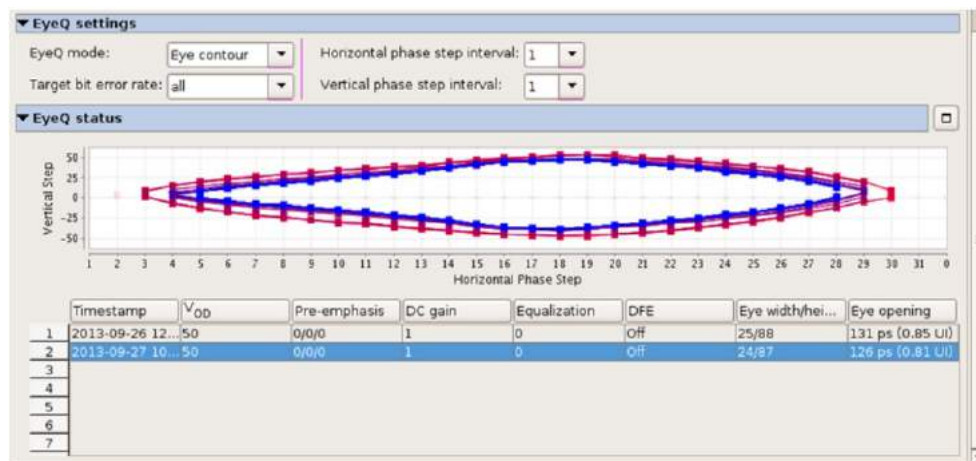 EyeQ settings
EyeQ mode: Eye contour Horizontal phase step interval: 1
Target bit error rate: all Vertical phase step interval: 1
EyeQ status
50
25
0
-25
-50
Vertical Step
1 2 3 4 5 6 7 8 9 10 11 12 13 14 15 16 17 18 19 20 21 22 23 24 25 26 27 28 29 30 31 0
Horizontal Phase Step
Timestamp VOD Pre-emphasis DC gain Equalization DFE Eye width/hei... Eye opening
1 2013-09-26 12... 50 0/0/0 1 0 Off 25/88 131 ps (0.85 UI)
2 2013-09-27 10... 50 0/0/0 1 0 Off 24/87 126 ps (0.81 UI)
3
4
5
6
7